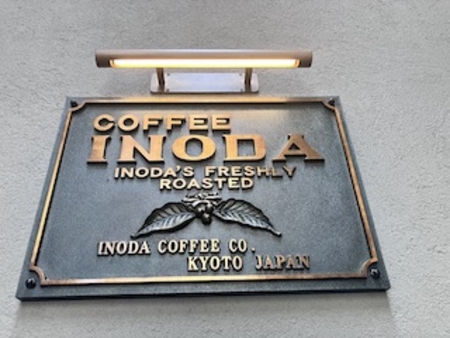 COFFEE
INODA
INODA'S FRESHLY
ROASTED
INODA COFFEE CO.
KYOTO JAPAN